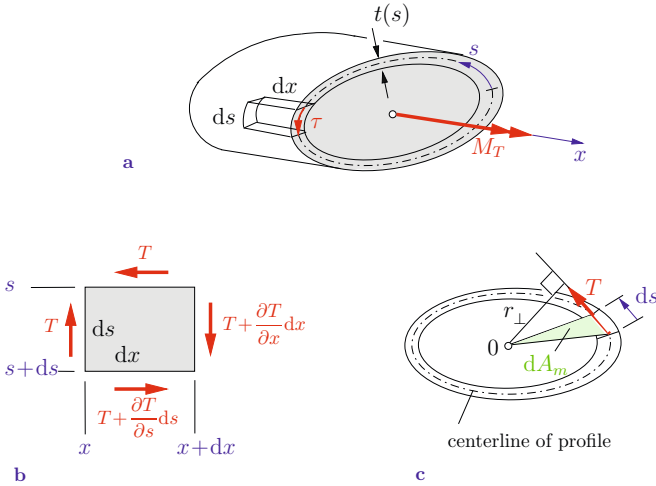 t(s)
s
dx
ds
τ
M_T
x
a
T
s
T
ds
T + ∂T/∂x dx
dx
s+ds
T + ∂T/∂s ds
x
x+dx
b
T
ds
r⊥
0
dA_m
centerline of profile
c